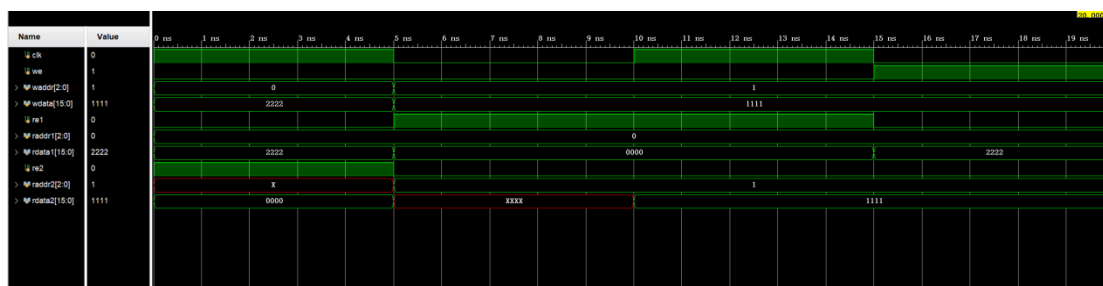 20.000
Name Value 0 ns 1 ns 2 ns 3 ns 4 ns 5 ns 6 ns 7 ns 8 ns 9 ns 10 ns 11 ns 12 ns 13 ns 14 ns 15 ns 16 ns 17 ns 18 ns 19 ns
clk 0
we 1
waddr[2:0] 1 0 1
wdata[15:0] 1111 2222 1111
re1 0
raddr1[2:0] 0 0
rdata1[15:0] 2222 2222 0000 2222
re2 0
raddr2[2:0] 1 X 1
rdata2[15:0] 1111 0000 XXXX 1111